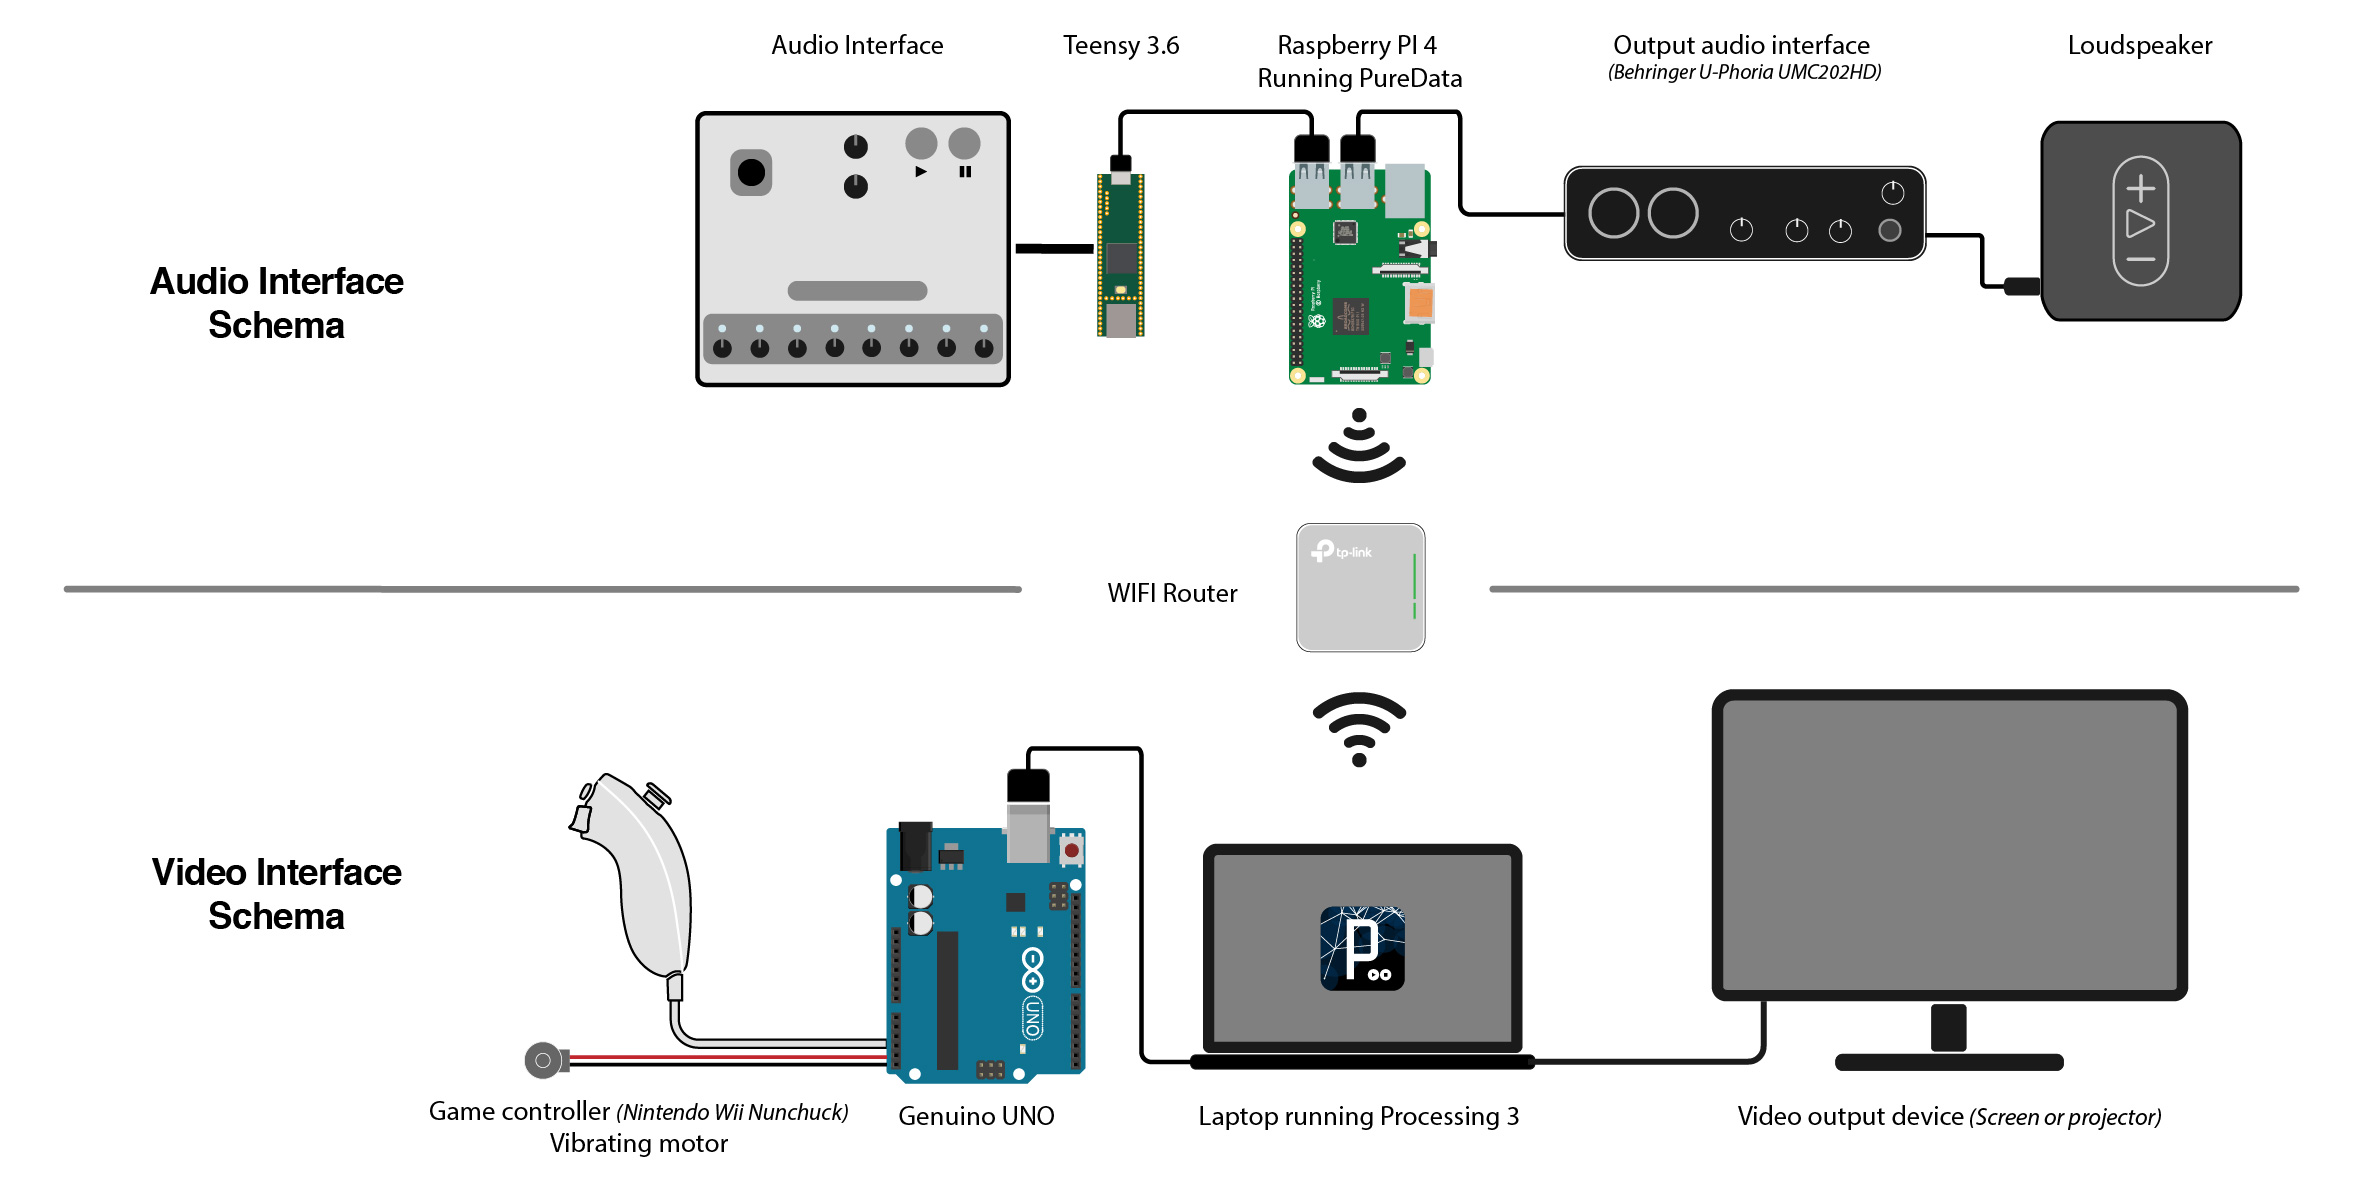 Audio Interface
Teensy 3.6
Raspberry PI 4
Running PureData
Output audio interface
(Behringer U-Phoria UMC202HD)
Loudspeaker
Audio Interface
Schema
tp-link
WIFI Router
Video Interface
Schema
UNO
P
Game controller (Nintendo Wii Nunchuck)
Vibrating motor
Genuino UNO
Laptop running Processing 3
Video output device (Screen or projector)